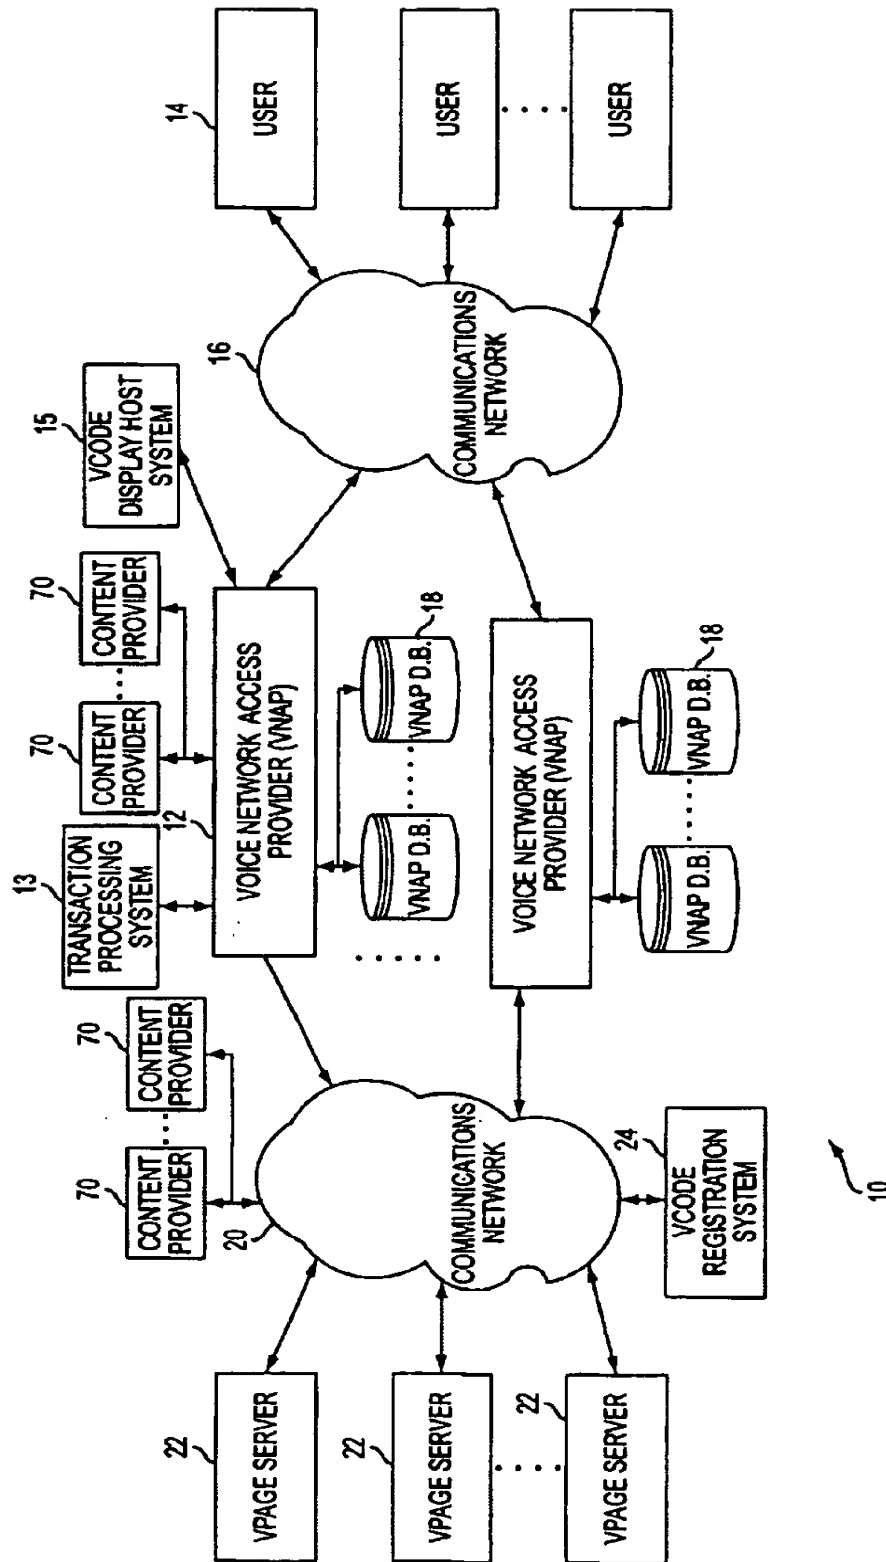 22
VPAGE SERVER
22
VPAGE SERVER
22
VPAGE SERVER
70
CONTENT
PROVIDER
70
CONTENT
PROVIDER
20
COMMUNICATIONS
NETWORK
24
VCODE
REGISTRATION
SYSTEM
13
TRANSACTION
PROCESSING
SYSTEM
70
CONTENT
PROVIDER
70
CONTENT
PROVIDER
15
VCODE
DISPLAY HOST
SYSTEM
12
VOICE NETWORK ACCESS
PROVIDER (VNAP)
VNAP D.B.
VNAP D.B.
18
VOICE NETWORK ACCESS
PROVIDER (VNAP)
VNAP D.B.
VNAP D.B.
18
16
COMMUNICATIONS
NETWORK
14
USER
USER
USER
10